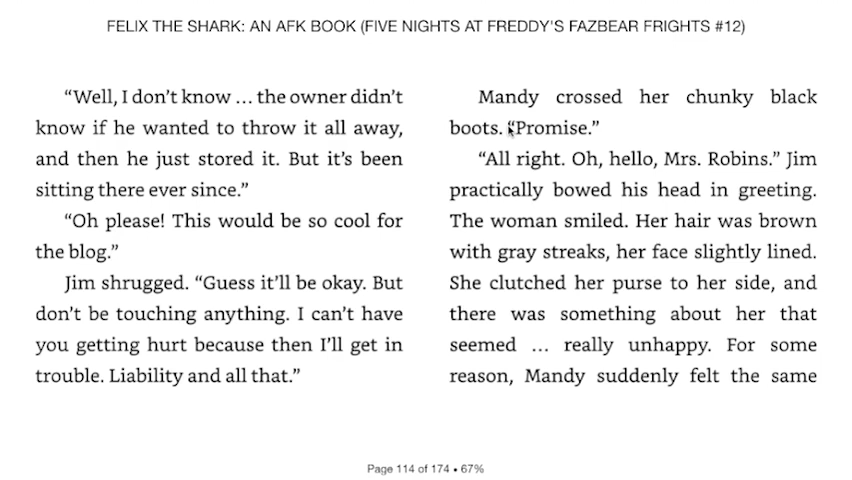 FELIX THE SHARK: AN AFK BOOK (FIVE NIGHTS AT FREDDY'S FAZBEAR FRIGHTS #12)
“Well, I don’t know ... the owner didn’t
know if he wanted to throw it all away,
and then he just stored it. But it’s been
sitting there ever since.”
“Oh please! This would be so cool for
the blog.”
Jim shrugged. “Guess it’ll be okay. But
don’t be touching anything. I can’t have
you getting hurt because then I’ll get in
trouble. Liability and all that.”
Mandy crossed her chunky black
boots. “Promise.”
“All right. Oh, hello, Mrs. Robins.” Jim
practically bowed his head in greeting.
The woman smiled. Her hair was brown
with gray streaks, her face slightly lined.
She clutched her purse to her side, and
there was something about her that
seemed ... really unhappy. For some
reason, Mandy suddenly felt the same
Page 114 of 174 • 67%